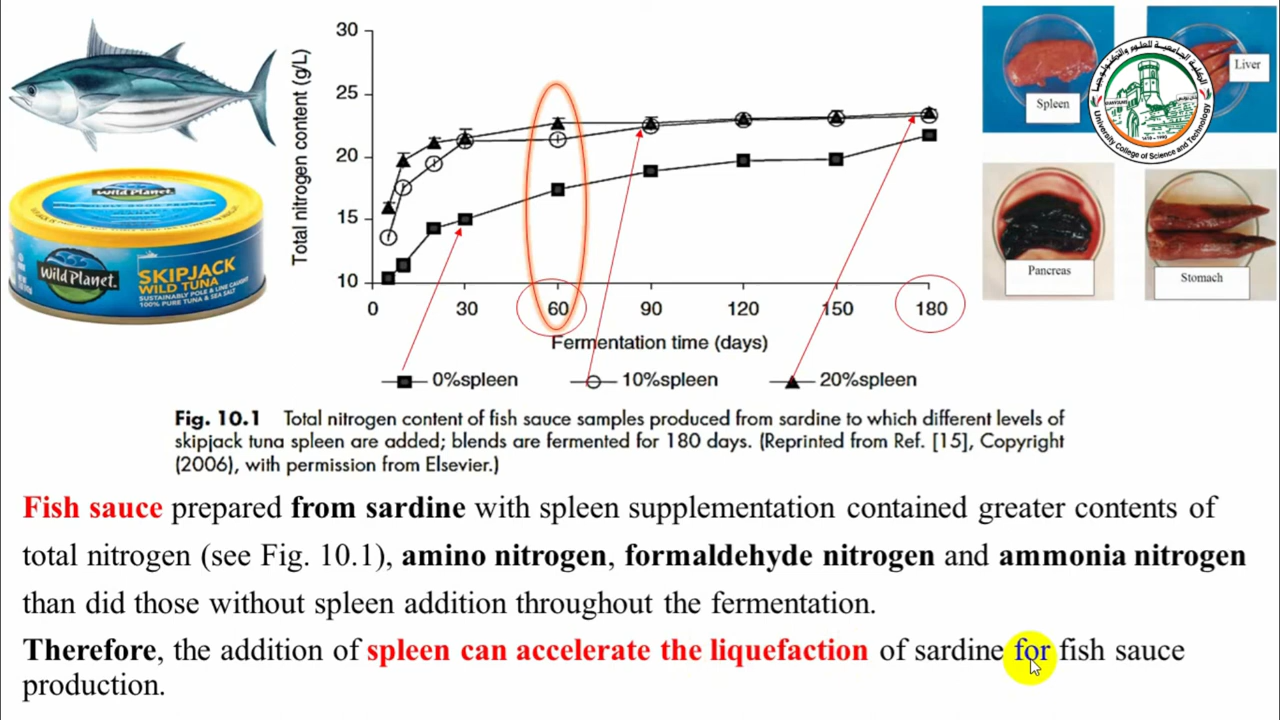 30
25
20
15
10
Total nitrogen content (g/L)
0 30 60 90 120 150 180
Fermentation time (days)
0%spleen 10%spleen 20%spleen
Wild Planet
Wild Planet.
SKIPJACK
WILD TUNA
SUSTAINABLY POLE & LINE CAUGHT
100% PURE TUNA & SEA SALT
Spleen
Liver
الكلية الجامعية للعلوم والتكنولوجيا
University College of Science and Technology
Pancreas
Stomach
Fig. 10.1 Total nitrogen content of fish sauce samples produced from sardine to which different levels of
skipjack tuna spleen are added; blends are fermented for 180 days. (Reprinted from Ref. [15], Copyright
(2006), with permission from Elsevier.)
Fish sauce prepared from sardine with spleen supplementation contained greater contents of
total nitrogen (see Fig. 10.1), amino nitrogen, formaldehyde nitrogen and ammonia nitrogen
than did those without spleen addition throughout the fermentation.
Therefore, the addition of spleen can accelerate the liquefaction of sardine for fish sauce
production.